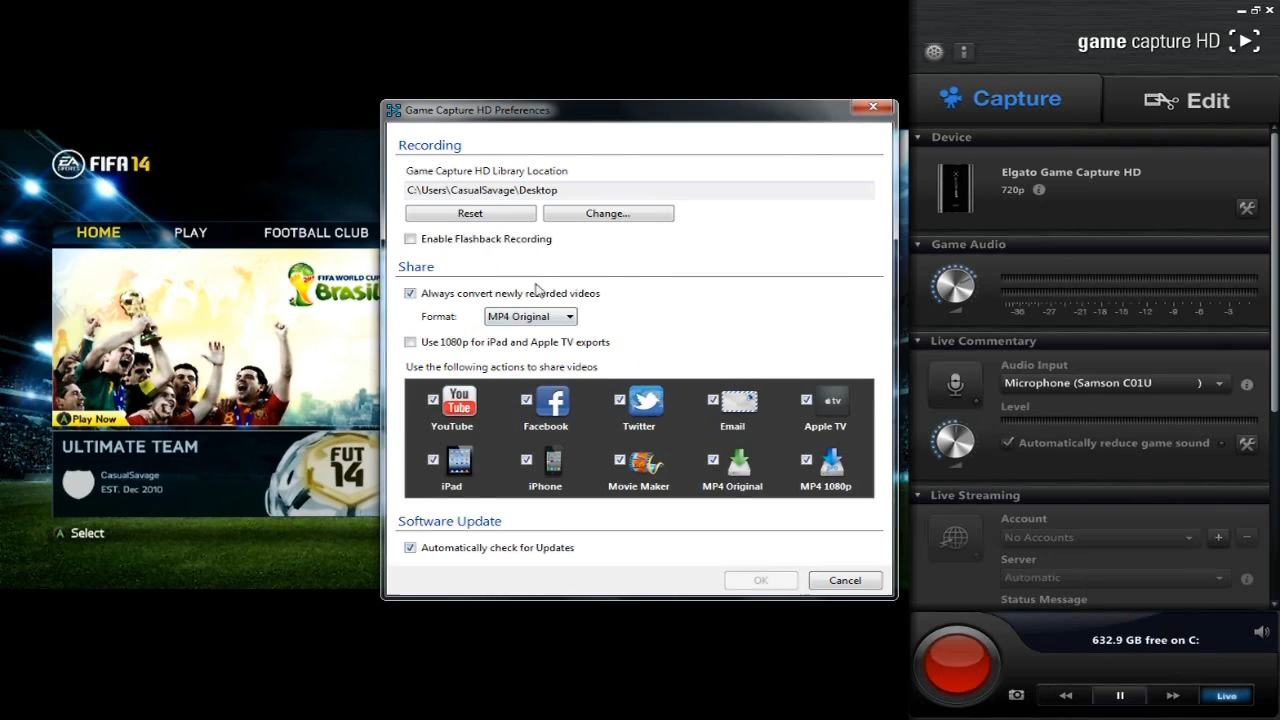 game capture HD
Capture
Edit
Device
Elgato Game Capture HD
720p
Game Audio
-36 -27 -21 -18 -15 -12 -9 -6 -3
Live Commentary
Audio Input
Microphone (Samson C01U )
Level
Automatically reduce game sound
Live Streaming
Account
No Accounts
Server
Automatic
Status Message
632.9 GB free on C:
Live
Game Capture HD Preferences
Recording
Game Capture HD Library Location
C:\Users\CasualSavage\Desktop
Reset
Change...
Enable Flashback Recording
Share
Always convert newly recorded videos
Format:
MP4 Original
Use 1080p for iPad and Apple TV exports
Use the following actions to share videos
You
Tube
f
tv
YouTube
Facebook
Twitter
Email
Apple TV
iPad
iPhone
Movie Maker
MP4 Original
MP4 1080p
Software Update
Automatically check for Updates
OK
Cancel
EA
SPORTS
FIFA 14
HOME
PLAY
FOOTBALL CLUB
FIFA WORLD CUP
Brasil
A Play Now
ULTIMATE TEAM
CasualSavage
EST. Dec 2010
FUT
14
A Select